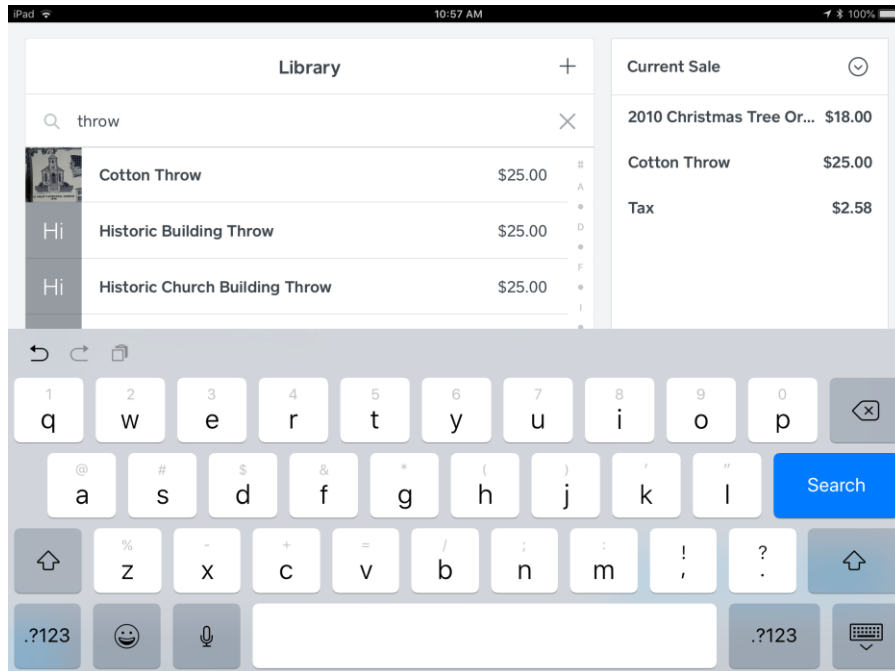 iPad 10:57 AM 100%
Library +
Current Sale
throw
2010 Christmas Tree Or... $18.00
Cotton Throw $25.00
Tax $2.58
Cotton Throw $25.00
Hi Historic Building Throw $25.00
Hi Historic Church Building Throw $25.00
#
A
D
F
I
1 2 3 4 5 6 7 8 9 0
q w e r t y u i o p
@ # $ & * ( ) ' "
a s d f g h j k l Search
% - + = / ; : ! ?
z x c v b n m , .
.?123 .?123